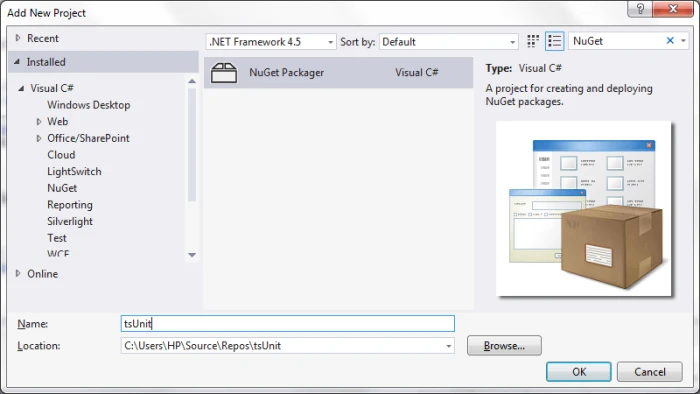 Add New Project
Recent
Installed
Visual C#
Windows Desktop
Web
Office/SharePoint
Cloud
LightSwitch
NuGet
Reporting
Silverlight
Test
WCF
Online
.NET Framework 4.5
Sort by: Default
NuGet
NuGet Packager Visual C#
Type: Visual C#
A project for creating and deploying
NuGet packages.
Name: tsUnit
Location: C:\Users\HP\Source\Repos\tsUnit
Browse...
OK Cancel